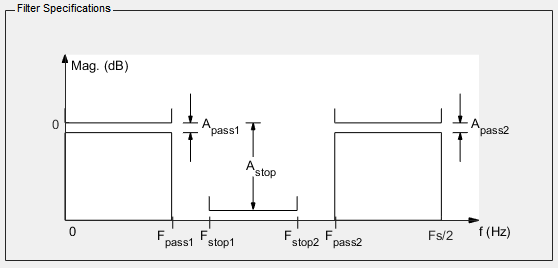 Filter Specifications
Mag. (dB)
0
Apass1
Apass2
Astop
0
Fpass1
Fstop1
Fstop2
Fpass2
Fs/2
f (Hz)